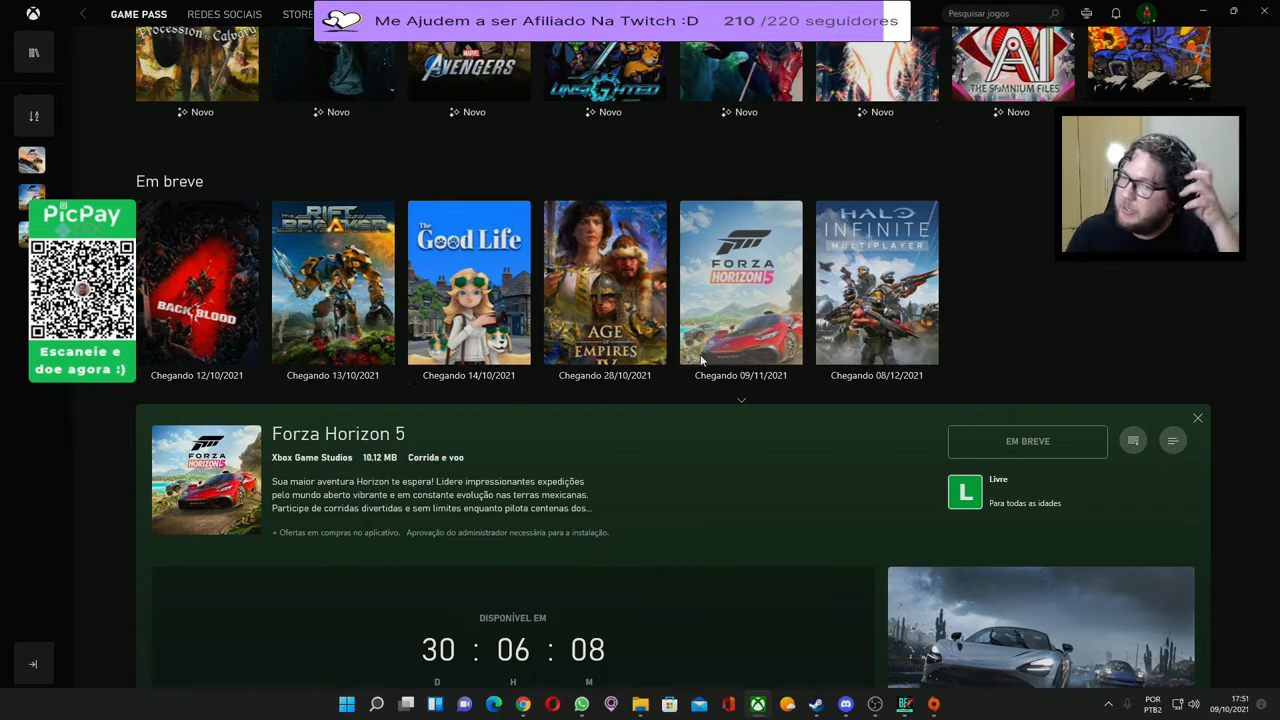 GAME PASS
REDES SOCIAIS
STORE
Me Ajudem a ser Afiliado Na Twitch :D 210 /220 seguidores
Pesquisar jogos
Procession to Calvary
MARVEL
AVENGERS
UNSIGHTED
AI
THE SOMNIUM FILES
Novo
Novo
Novo
Novo
Novo
Novo
Novo
Em breve
PicPay
Escaneie e
doe agora :)
BACK 4 BLOOD
THE
RIFT
BREAKER
The
Good Life
AGE
OF
EMPIRES
IV
FORZA
HORIZON 5
HALO
INFINITE
MULTIPLAYER
Chegando 12/10/2021
Chegando 13/10/2021
Chegando 14/10/2021
Chegando 28/10/2021
Chegando 09/11/2021
Chegando 08/12/2021
FORZA
HORIZON 5
Forza Horizon 5
Xbox Game Studios 10,12 MB Corrida e voo
Sua maior aventura Horizon te espera! Lidere impressionantes expedições
pelo mundo aberto vibrante e em constante evolução nas terras mexicanas.
Participe de corridas divertidas e sem limites enquanto pilota centenas dos...
+ Ofertas em compras no aplicativo. Aprovação do administrador necessária para a instalação.
EM BREVE
L
Livre
Para todas as idades
DISPONÍVEL EM
30 : 06 : 08
D H M
POR
PTB2
17:51
09/10/2021